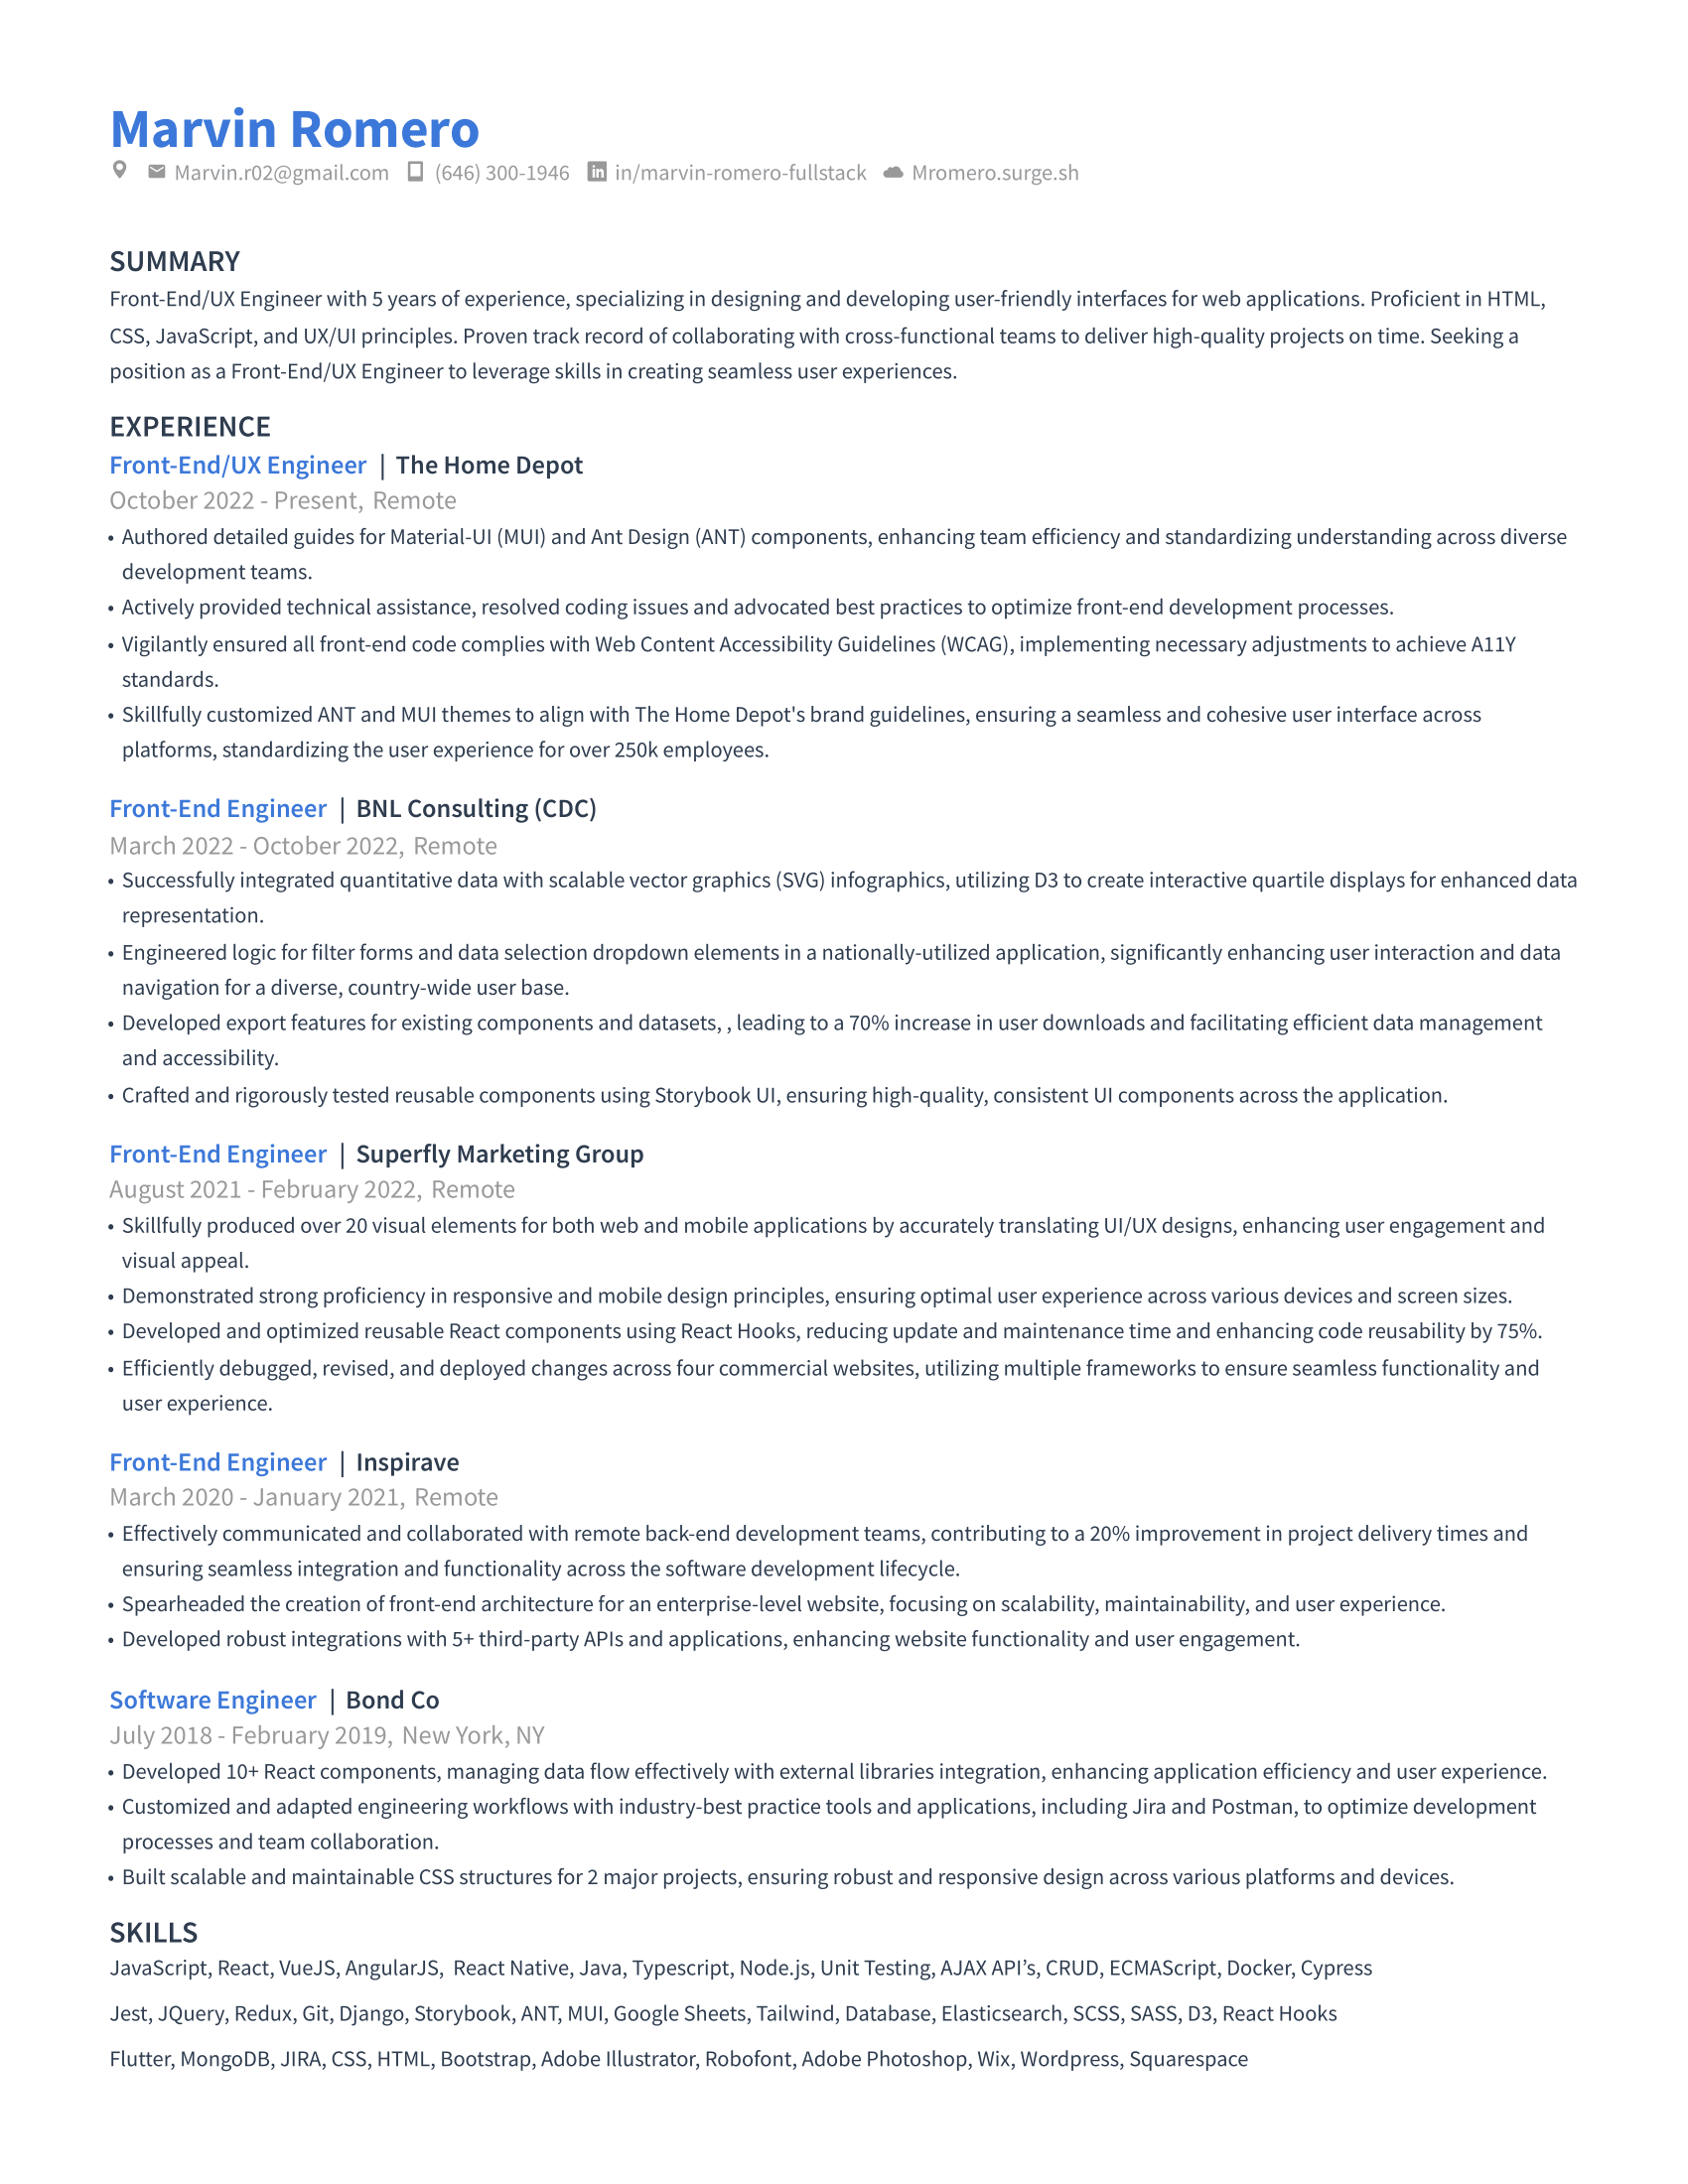 Marvin Romero
Marvin.r02@gmail.com (646) 300-1946 in/marvin-romero-fullstack Mromero.surge.sh
SUMMARY
Front-End/UX Engineer with 5 years of experience, specializing in designing and developing user-friendly interfaces for web applications. Proficient in HTML,
CSS, JavaScript, and UX/UI principles. Proven track record of collaborating with cross-functional teams to deliver high-quality projects on time. Seeking a
position as a Front-End/UX Engineer to leverage skills in creating seamless user experiences.
EXPERIENCE
Front-End/UX Engineer | The Home Depot
October 2022 - Present, Remote
• Authored detailed guides for Material-UI (MUI) and Ant Design (ANT) components, enhancing team efficiency and standardizing understanding across diverse
development teams.
• Actively provided technical assistance, resolved coding issues and advocated best practices to optimize front-end development processes.
• Vigilantly ensured all front-end code complies with Web Content Accessibility Guidelines (WCAG), implementing necessary adjustments to achieve A11Y
standards.
• Skillfully customized ANT and MUI themes to align with The Home Depot's brand guidelines, ensuring a seamless and cohesive user interface across
platforms, standardizing the user experience for over 250k employees.
Front-End Engineer | BNL Consulting (CDC)
March 2022 - October 2022, Remote
• Successfully integrated quantitative data with scalable vector graphics (SVG) infographics, utilizing D3 to create interactive quartile displays for enhanced data
representation.
• Engineered logic for filter forms and data selection dropdown elements in a nationally-utilized application, significantly enhancing user interaction and data
navigation for a diverse, country-wide user base.
• Developed export features for existing components and datasets, , leading to a 70% increase in user downloads and facilitating efficient data management
and accessibility.
• Crafted and rigorously tested reusable components using Storybook UI, ensuring high-quality, consistent UI components across the application.
Front-End Engineer | Superfly Marketing Group
August 2021 - February 2022, Remote
• Skillfully produced over 20 visual elements for both web and mobile applications by accurately translating UI/UX designs, enhancing user engagement and
visual appeal.
• Demonstrated strong proficiency in responsive and mobile design principles, ensuring optimal user experience across various devices and screen sizes.
• Developed and optimized reusable React components using React Hooks, reducing update and maintenance time and enhancing code reusability by 75%.
• Efficiently debugged, revised, and deployed changes across four commercial websites, utilizing multiple frameworks to ensure seamless functionality and
user experience.
Front-End Engineer | Inspirave
March 2020 - January 2021, Remote
• Effectively communicated and collaborated with remote back-end development teams, contributing to a 20% improvement in project delivery times and
ensuring seamless integration and functionality across the software development lifecycle.
• Spearheaded the creation of front-end architecture for an enterprise-level website, focusing on scalability, maintainability, and user experience.
• Developed robust integrations with 5+ third-party APIs and applications, enhancing website functionality and user engagement.
Software Engineer | Bond Co
July 2018 - February 2019, New York, NY
• Developed 10+ React components, managing data flow effectively with external libraries integration, enhancing application efficiency and user experience.
• Customized and adapted engineering workflows with industry-best practice tools and applications, including Jira and Postman, to optimize development
processes and team collaboration.
• Built scalable and maintainable CSS structures for 2 major projects, ensuring robust and responsive design across various platforms and devices.
SKILLS
JavaScript, React, VueJS, AngularJS, React Native, Java, Typescript, Node.js, Unit Testing, AJAX API’s, CRUD, ECMAScript, Docker, Cypress
Jest, JQuery, Redux, Git, Django, Storybook, ANT, MUI, Google Sheets, Tailwind, Database, Elasticsearch, SCSS, SASS, D3, React Hooks
Flutter, MongoDB, JIRA, CSS, HTML, Bootstrap, Adobe Illustrator, Robofont, Adobe Photoshop, Wix, Wordpress, Squarespace